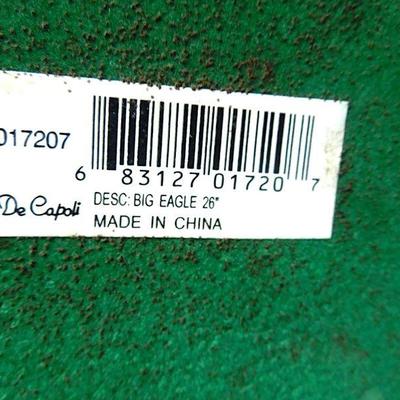 017207
6 83127 01720 7
De Capoli
DESC: BIG EAGLE 26"
MADE IN CHINA